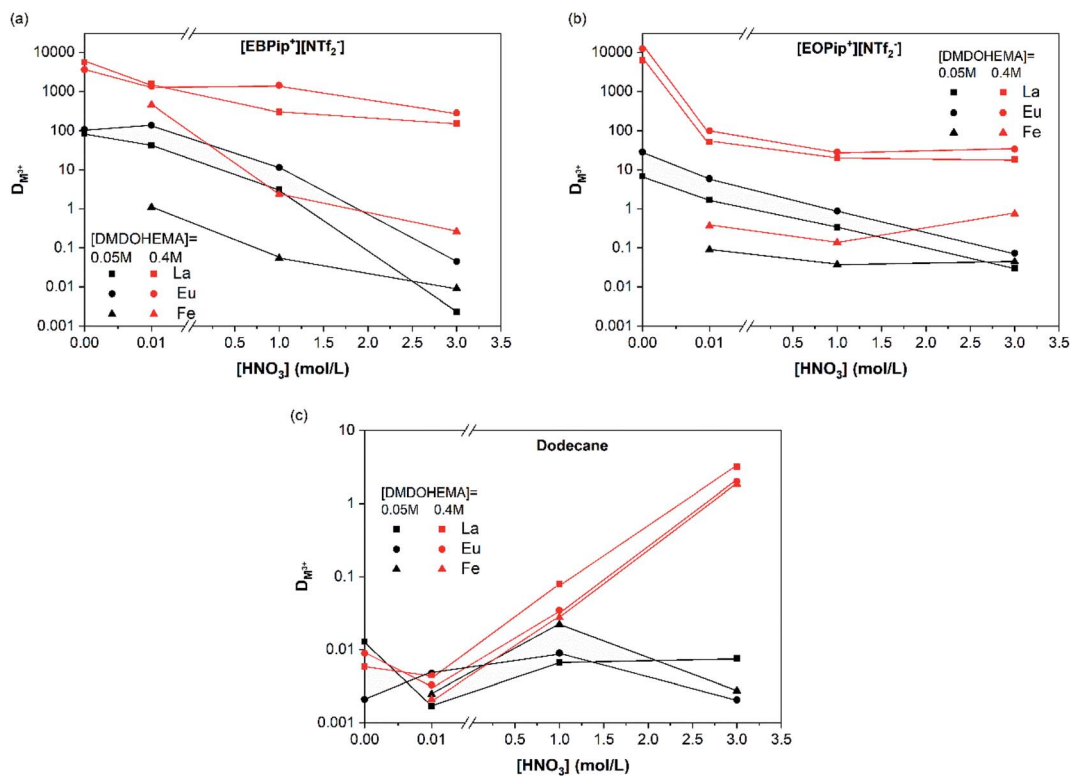 (a)
[EBPip⁺][NTf₂⁻]
10000
1000
100
10
1
0.1
0.01
0.001
D_M³⁺
[DMDOHEMA]=
0.05M 0.4M
La
Eu
Fe
0.00 0.01 0.5 1.0 1.5 2.0 2.5 3.0 3.5
[HNO₃] (mol/L)
(b)
[EOPip⁺][NTf₂⁻]
10000
1000
100
10
1
0.1
0.01
0.001
D_M³⁺
[DMDOHEMA]=
0.05M 0.4M
La
Eu
Fe
0.00 0.01 0.5 1.0 1.5 2.0 2.5 3.0 3.5
[HNO₃] (mol/L)
(c)
Dodecane
10
1
0.1
0.01
0.001
D_M³⁺
[DMDOHEMA]=
0.05M 0.4M
La
Eu
Fe
0.00 0.01 0.5 1.0 1.5 2.0 2.5 3.0 3.5
[HNO₃] (mol/L)